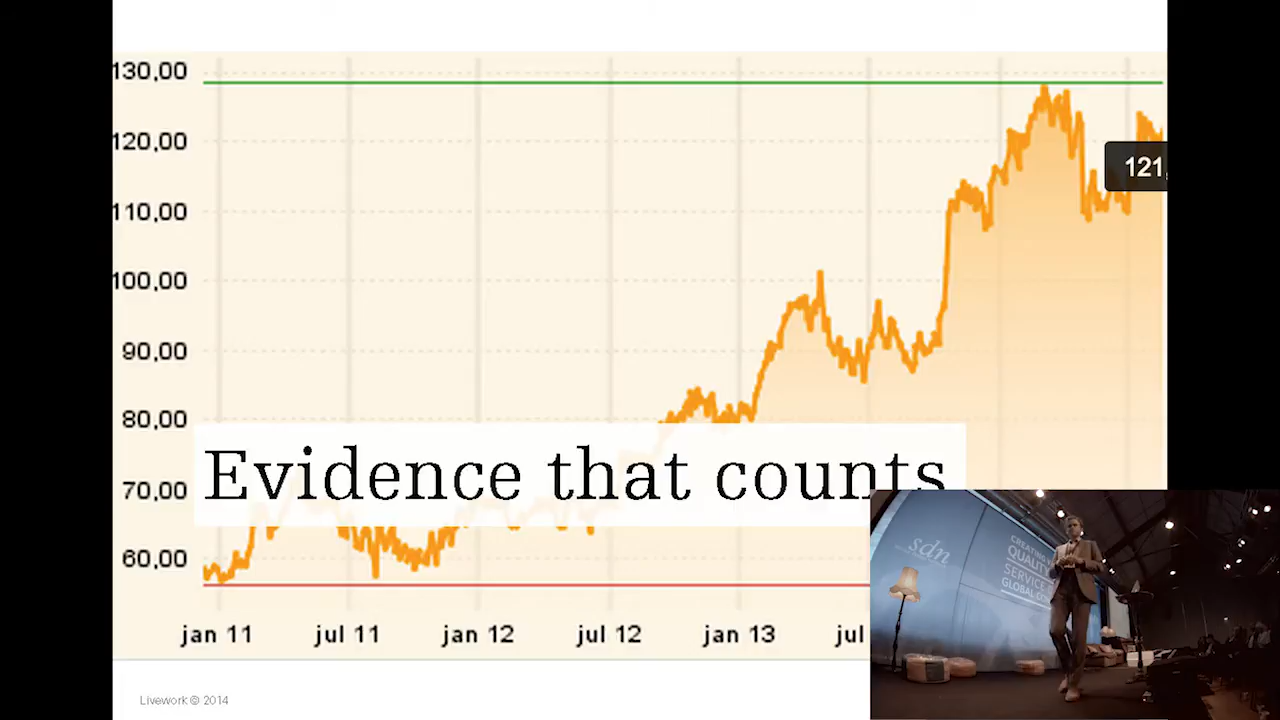 130,00
120,00
121,
110,00
100,00
90,00
80,00
Evidence that counts
70,00
60,00
jan 11 jul 11 jan 12 jul 12 jan 13 jul
Livework © 2014
sdn
CREATING
QUALITY
SERVICE
GLOBAL